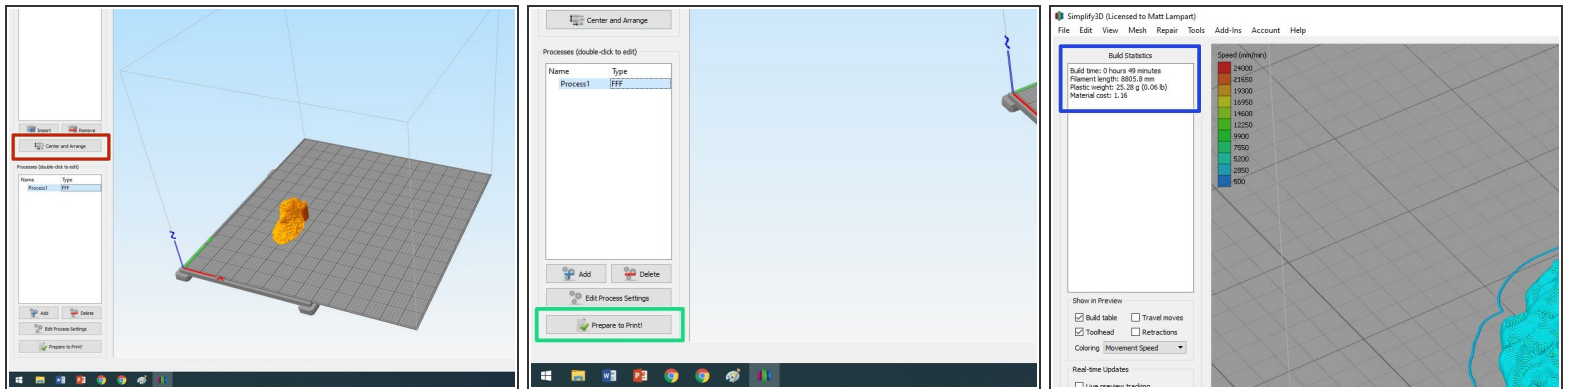 Import Remove
Center and Arrange
Processes (double-click to edit)
Name Type
Process1 FFF
Add Delete
Edit Process Settings
Prepare to Print!
Z
X
Center and Arrange
Processes (double-click to edit)
Name Type
Process1 FFF
Add Delete
Edit Process Settings
Prepare to Print!
Z
Simplify3D (Licensed to Matt Lampart)
File Edit View Mesh Repair Tools Add-Ins Account Help
Build Statistics
Build time: 0 hours 49 minutes
Filament length: 8805.8 mm
Plastic weight: 25.28 g (0.06 lb)
Material cost: 1.16
Speed (mm/min)
24000
21650
19300
16950
14600
12250
9900
7550
5200
2850
500
Show in Preview
Build table Travel moves
Toolhead Retractions
Coloring Movement Speed
Real-time Updates
Live preview tracking